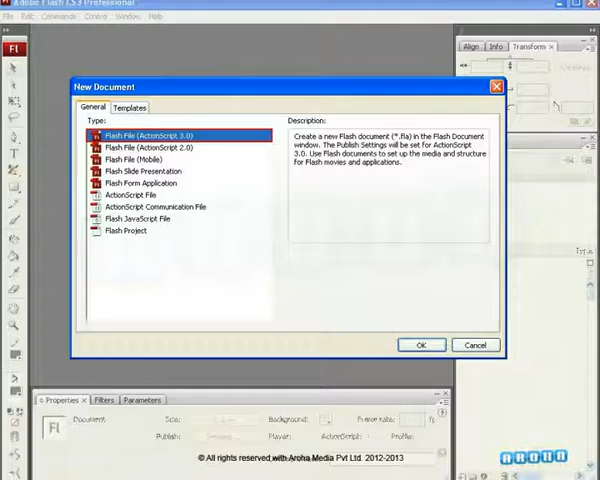 Adobe Flash CS3 Professional
File Edit Commands Control Window Help
Fl
Align Info Transform
New Document
General Templates
Type:
Flash File (ActionScript 3.0)
Flash File (ActionScript 2.0)
Flash File (Mobile)
Flash Slide Presentation
Flash Form Application
ActionScript File
ActionScript Communication File
Flash JavaScript File
Flash Project
Description:
Create a new Flash document (*.fla) in the Flash Document
window. The Publish Settings will be set for ActionScript
3.0. Use Flash documents to set up the media and structure
for Flash movies and applications.
OK Cancel
Properties Filters Parameters
Fl
Document Size: Background: Frame rate:
Publish: Player: ActionScript: Profile:
© All rights reserved with Aroha Media Pvt Ltd. 2012-2013
AROHA